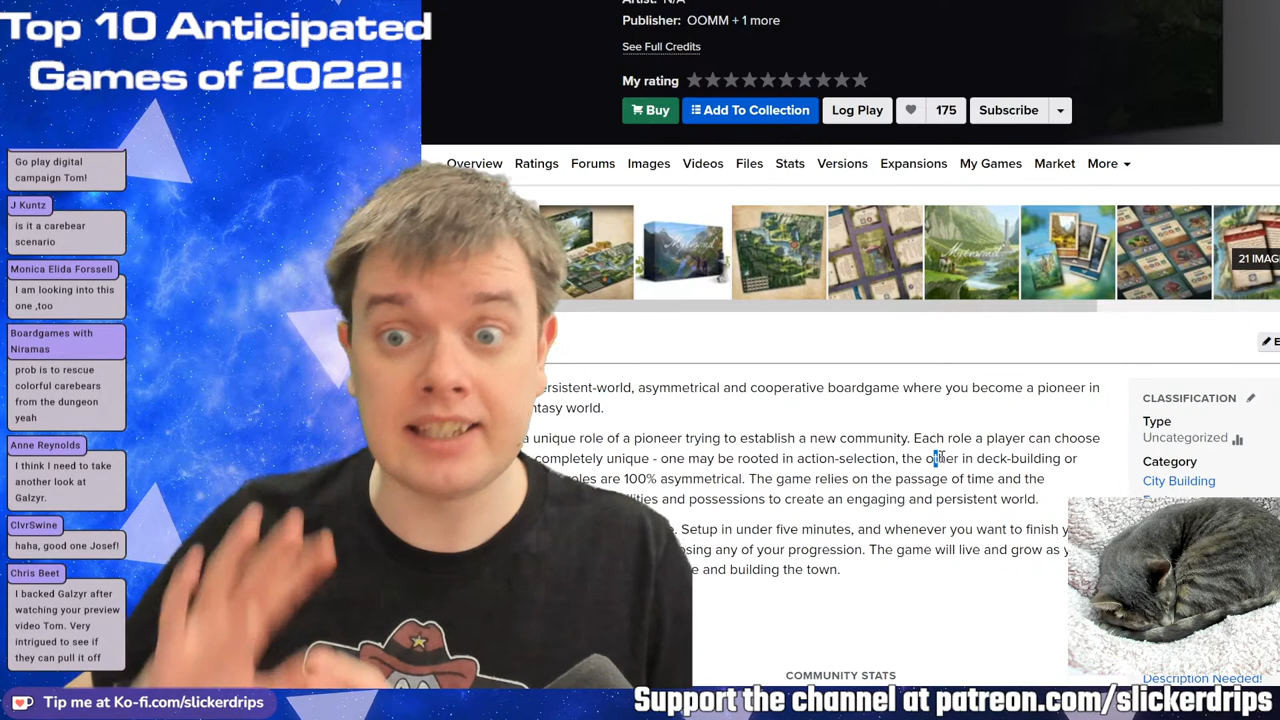 Top 10 Anticipated
Games of 2022!
Go play digital
campaign Tom!
J Kuntz
is it a carebear
scenario
Monica Elida Forssell
I am looking into this
one ,too
Boardgames with
Niramas
prob is to rescue
colorful carebears
from the dungeon
yeah
Anne Reynolds
I think I need to take
another look at
Galzyr.
ClvrSwine
haha, good one Josef!
Chris Beet
I backed Galzyr after
watching your preview
video Tom. Very
intrigued to see if
they can pull it off
Tip me at Ko-fi.com/slickerdrips
Publisher: OOMM + 1 more
See Full Credits
My rating
Buy
Add To Collection
Log Play
175
Subscribe
Overview Ratings Forums Images Videos Files Stats Versions Expansions My Games Market More
21 IMAG
ersistent-world, asymmetrical and cooperative boardgame where you become a pioneer in
ntasy world.
a unique role of a pioneer trying to establish a new community. Each role a player can choose
completely unique - one may be rooted in action-selection, the other in deck-building or
oles are 100% asymmetrical. The game relies on the passage of time and the
ilities and possessions to create an engaging and persistent world.
. Setup in under five minutes, and whenever you want to finish y
osing any of your progression. The game will live and grow as y
e and building the town.
CLASSIFICATION
Type
Uncategorized
Category
City Building
Description Needed!
COMMUNITY STATS
Support the channel at patreon.com/slickerdrips